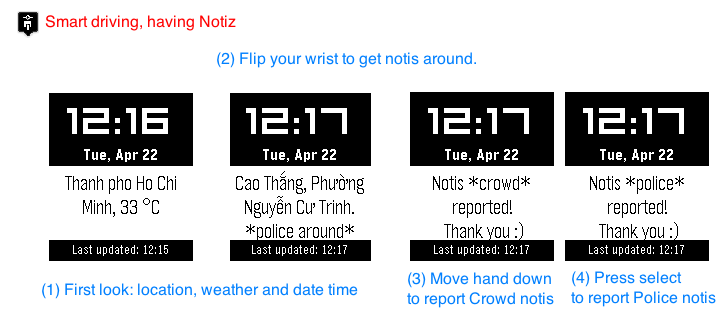 Smart driving, having Notiz
(2) Flip your wrist to get notis around.
12:16
Tue, Apr 22
Thanh pho Ho Chi
Minh, 33 °C
Last updated: 12:15
12:17
Tue, Apr 22
Cao Thắng, Phường
Nguyễn Cư Trinh.
*police around*
Last updated: 12:17
12:17
Tue, Apr 22
Notis *crowd*
reported!
Thank you :)
Last updated: 12:17
12:17
Tue, Apr 22
Notis *police*
reported!
Thank you :)
Last updated: 12:17
(1) First look: location, weather and date time
(3) Move hand down
to report Crowd notis
(4) Press select
to report Police notis